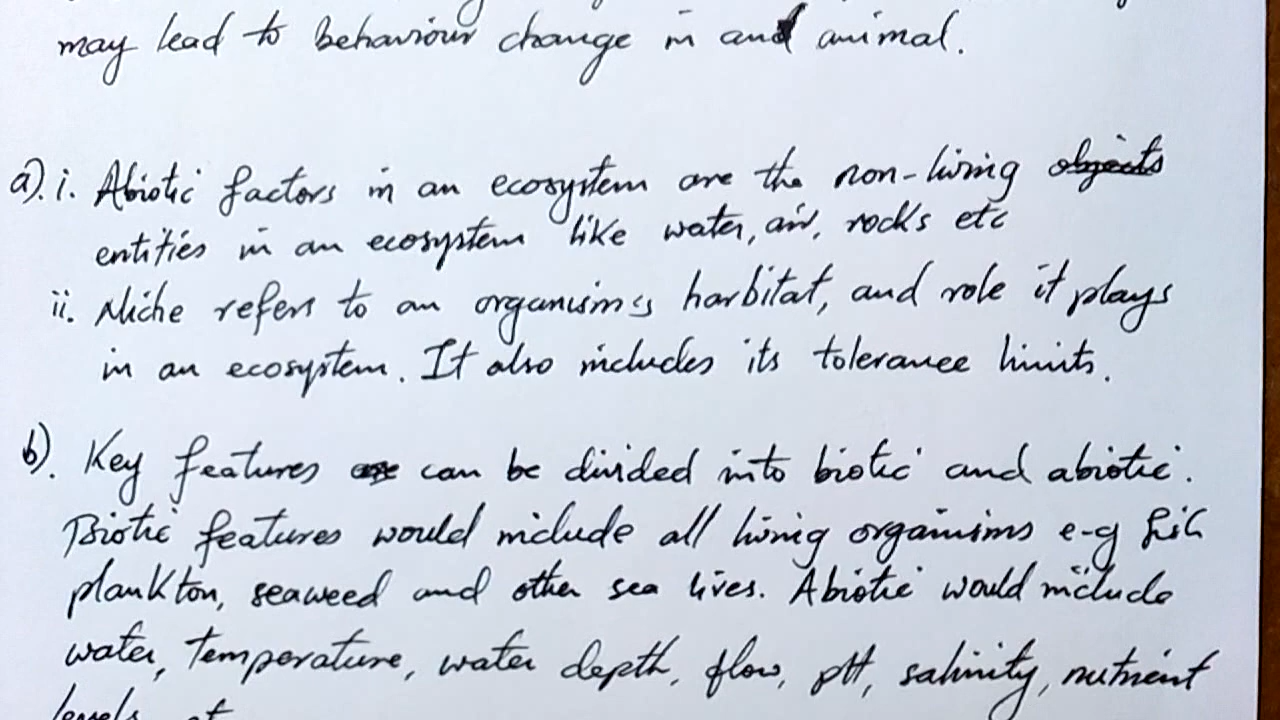 may lead to behaviour change in and animal.
a). i. Abiotic factors in an ecosystem are the non-living objects
entities in an ecosystem like water, air, rocks etc
ii. Niche refers to an organism's harbitat, and role it plays
in an ecosystem. It also includes its tolerance limits.
b). Key features are can be divided into biotic and abiotic.
Biotic features would include all living organisms e-g fish
plankton, seaweed and other sea lives. Abiotic would include
water, temperature, water depth, flow, pH, salinity, nutrient
levels